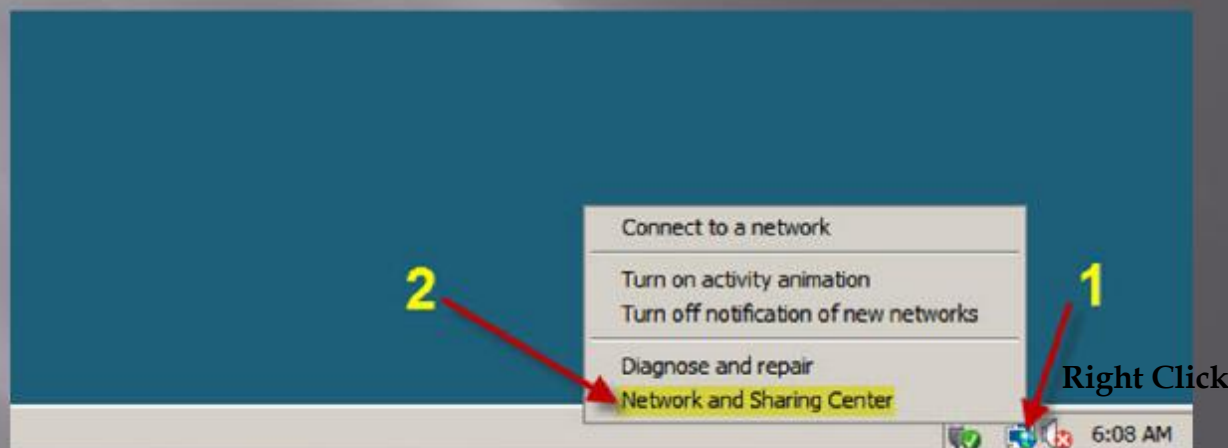 Connect to a network
Turn on activity animation
Turn off notification of new networks
Diagnose and repair
Network and Sharing Center
2
1
Right Click
6:08 AM